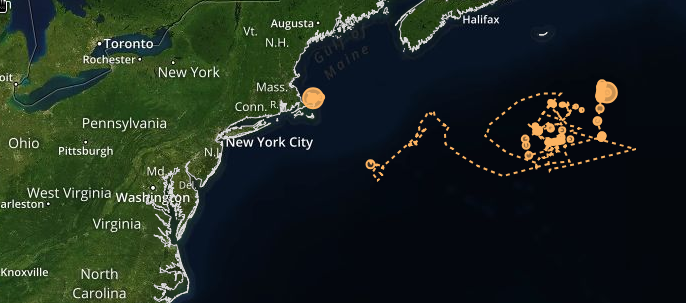 Halifax
Augusta
Vt.
N.H.
Gulf of
Maine
Toronto
Rochester
oit
New York
Mass.
Conn.
R.
Pennsylvania
Ohio
New York City
N.J.
Pittsburgh
Md.
Del.
West Virginia
Washington
arleston
Virginia
Knoxville
North
Carolina